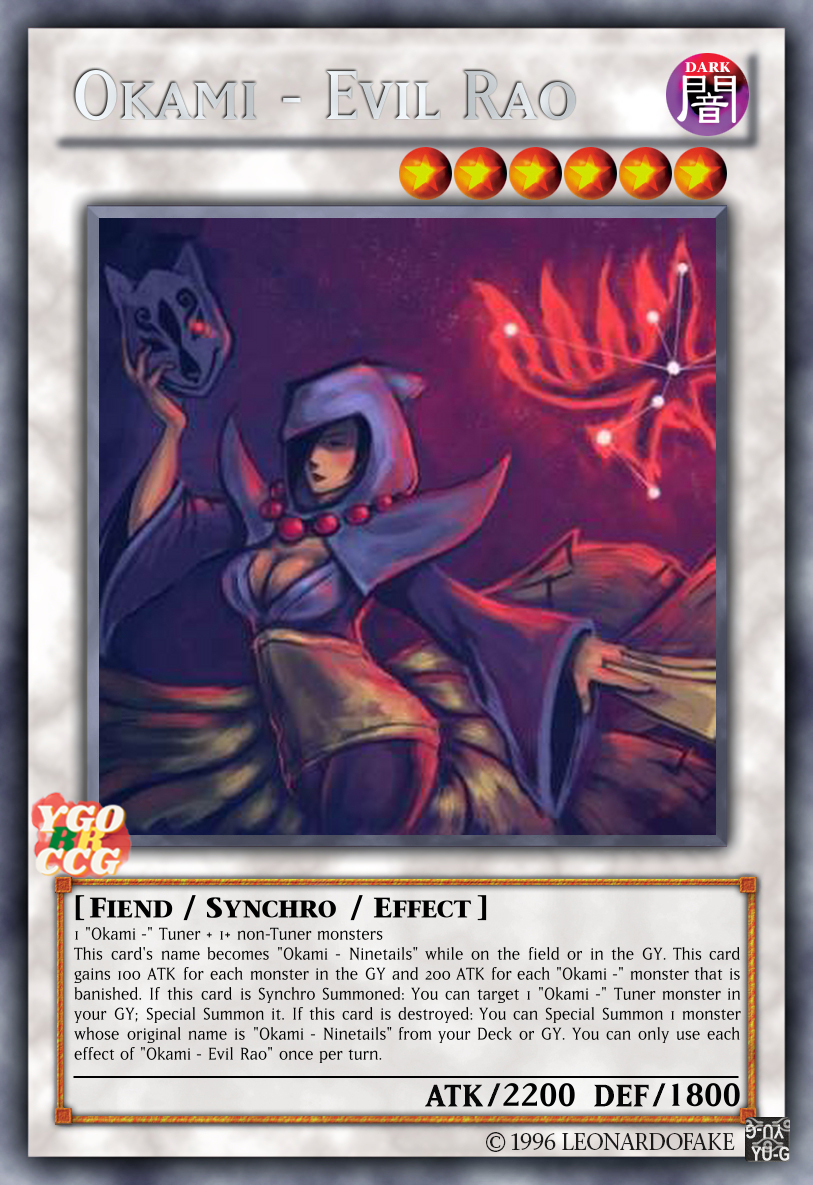 Okami - Evil Rao
DARK
闇
[ Fiend / Synchro / Effect ]
1 "Okami -" Tuner + 1+ non-Tuner monsters
This card's name becomes "Okami - Ninetails" while on the field or in the GY. This card
gains 100 ATK for each monster in the GY and 200 ATK for each "Okami -" monster that is
banished. If this card is Synchro Summoned: You can target 1 "Okami -" Tuner monster in
your GY; Special Summon it. If this card is destroyed: You can Special Summon 1 monster
whose original name is "Okami - Ninetails" from your Deck or GY. You can only use each
effect of "Okami - Evil Rao" once per turn.
ATK/2200 DEF/1800
YGO
BR
CCG
© 1996 LEONARDOFAKE
YU-G
YU-G